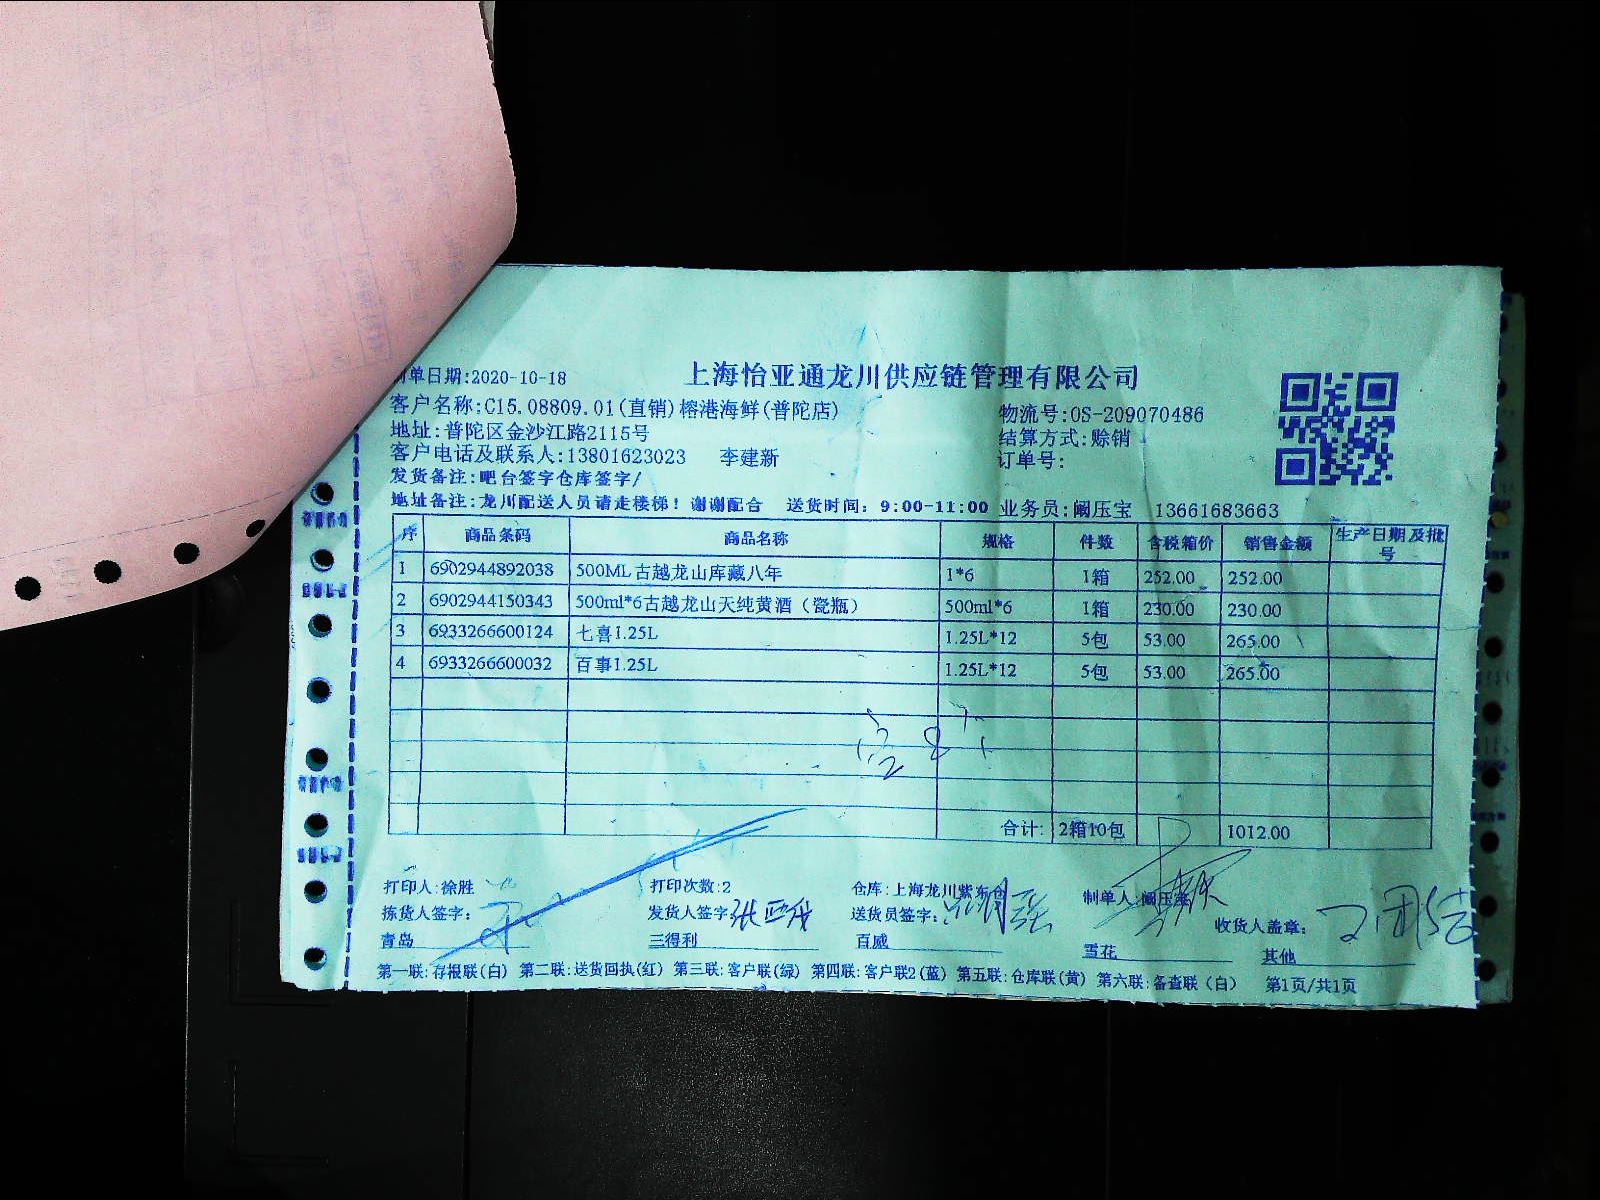 单日期:2020-10-18
上海怡亚通龙川供应链管理有限公司
客户名称:C15.08809.01(直销)榕港海鲜(普陀店)
物流号:OS-209070486
地址:普陀区金沙江路2115号
结算方式:赊销
客户电话及联系人:13801623023 李建新
订单号:
发货备注:吧台签字仓库签字/
地址备注:龙川配送人员请走楼梯！谢谢配合 送货时间：9:00-11:00 业务员:阚压宝 13661683663
序 商品条码 商品名称 规格 件数 含税箱价 销售金额 生产日期及批号
1 6902944892038 500ML古越龙山库藏八年 1*6 1箱 252.00 252.00
2 6902944150343 500ml*6古越龙山天纯黄酒（瓷瓶） 500ml*6 1箱 230.00 230.00
3 6933266600124 七喜1.25L 1.25L*12 5包 53.00 265.00
4 6933266600032 百事1.25L 1.25L*12 5包 53.00 265.00
合计: 2箱10包 1012.00
打印人:徐胜 打印次数:2 仓库:上海龙川紫东仓 制单人:阚压宝
拣货人签字: 发货人签字: 送货员签字: 收货人盖章:
青岛 三得利 百威 雪花 其他
第一联:存根联(白) 第二联:送货回执(红) 第三联:客户联(绿) 第四联:客户联2(蓝) 第五联:仓库联(黄) 第六联:备查联（白） 第1页/共1页